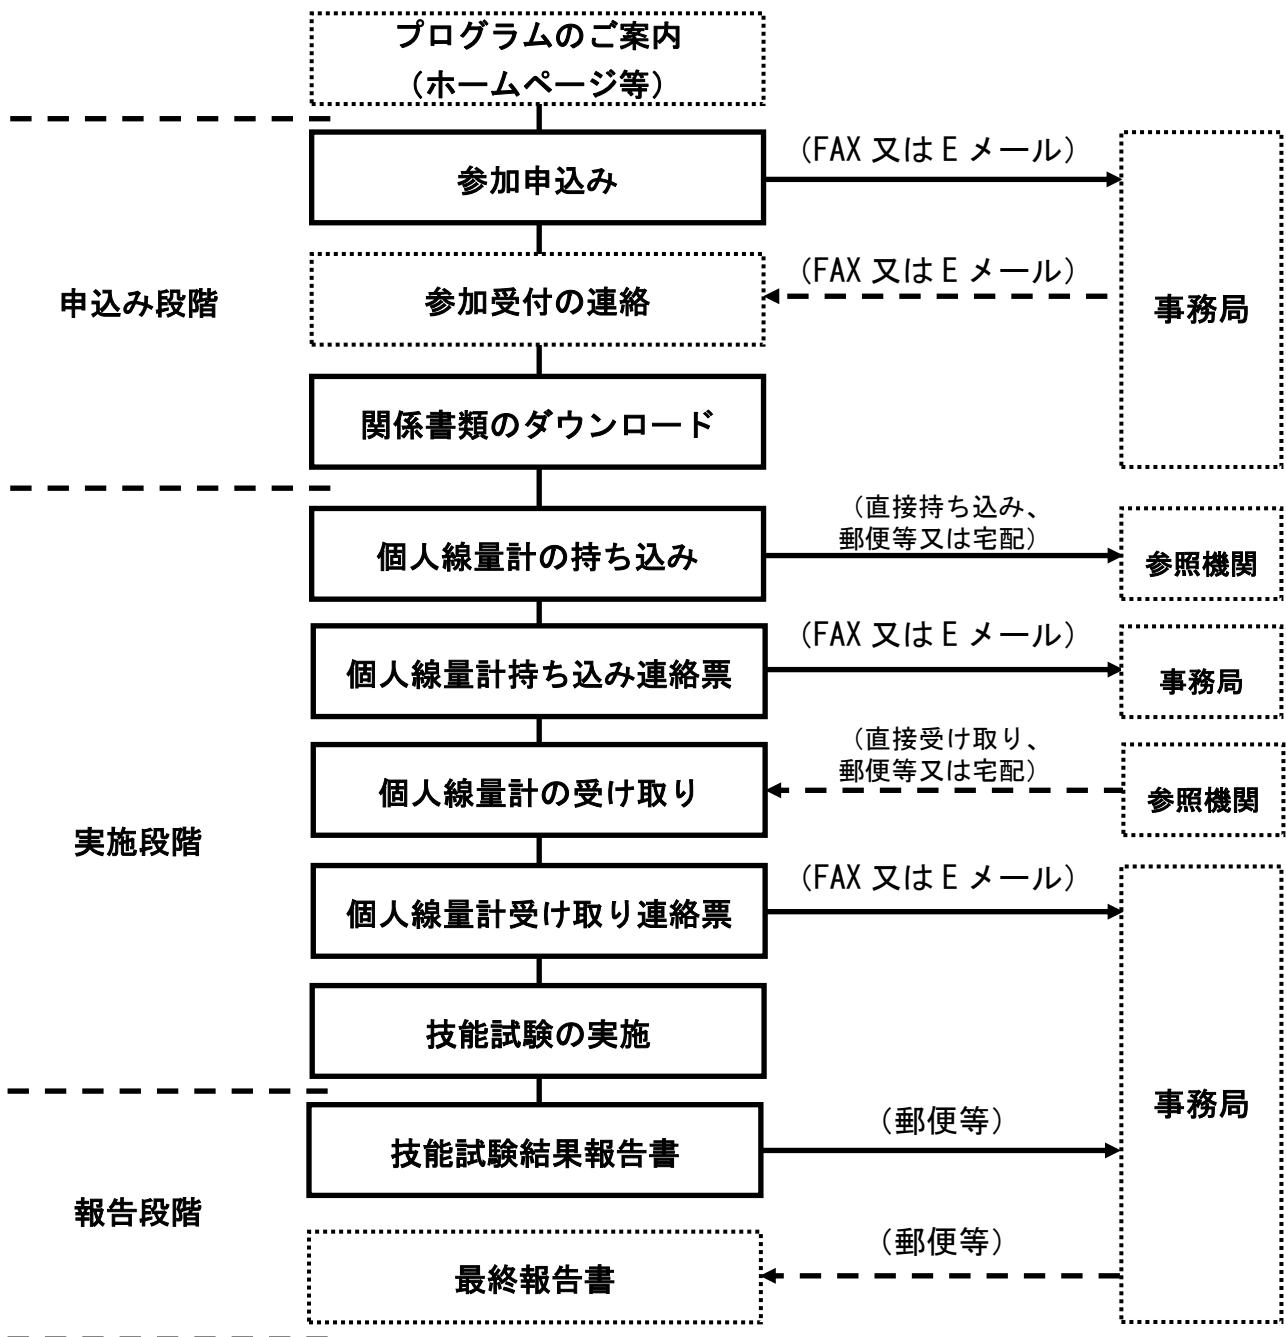 プログラムのご案内
（ホームページ等）
参加申込み
（FAX 又は E メール）
申込み段階
参加受付の連絡
（FAX 又は E メール）
事務局
関係書類のダウンロード
個人線量計の持ち込み
（直接持ち込み、
郵便等又は宅配）
参照機関
個人線量計持ち込み連絡票
（FAX 又は E メール）
事務局
個人線量計の受け取り
（直接受け取り、
郵便等又は宅配）
参照機関
実施段階
個人線量計受け取り連絡票
（FAX 又は E メール）
技能試験の実施
事務局
技能試験結果報告書
（郵便等）
報告段階
最終報告書
（郵便等）